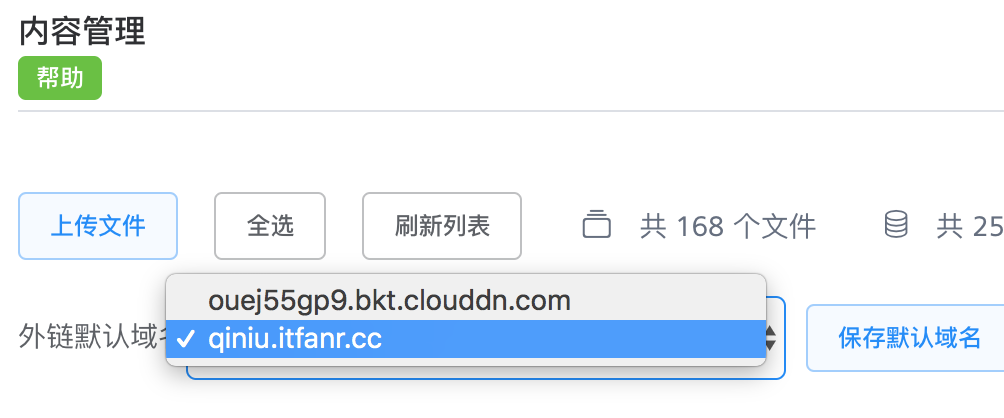 内容管理
帮助
上传文件 全选 刷新列表 共 168 个文件 共 25
ouej55gp9.bkt.clouddn.com
外链默认域 qiniu.itfanr.cc 保存默认域名